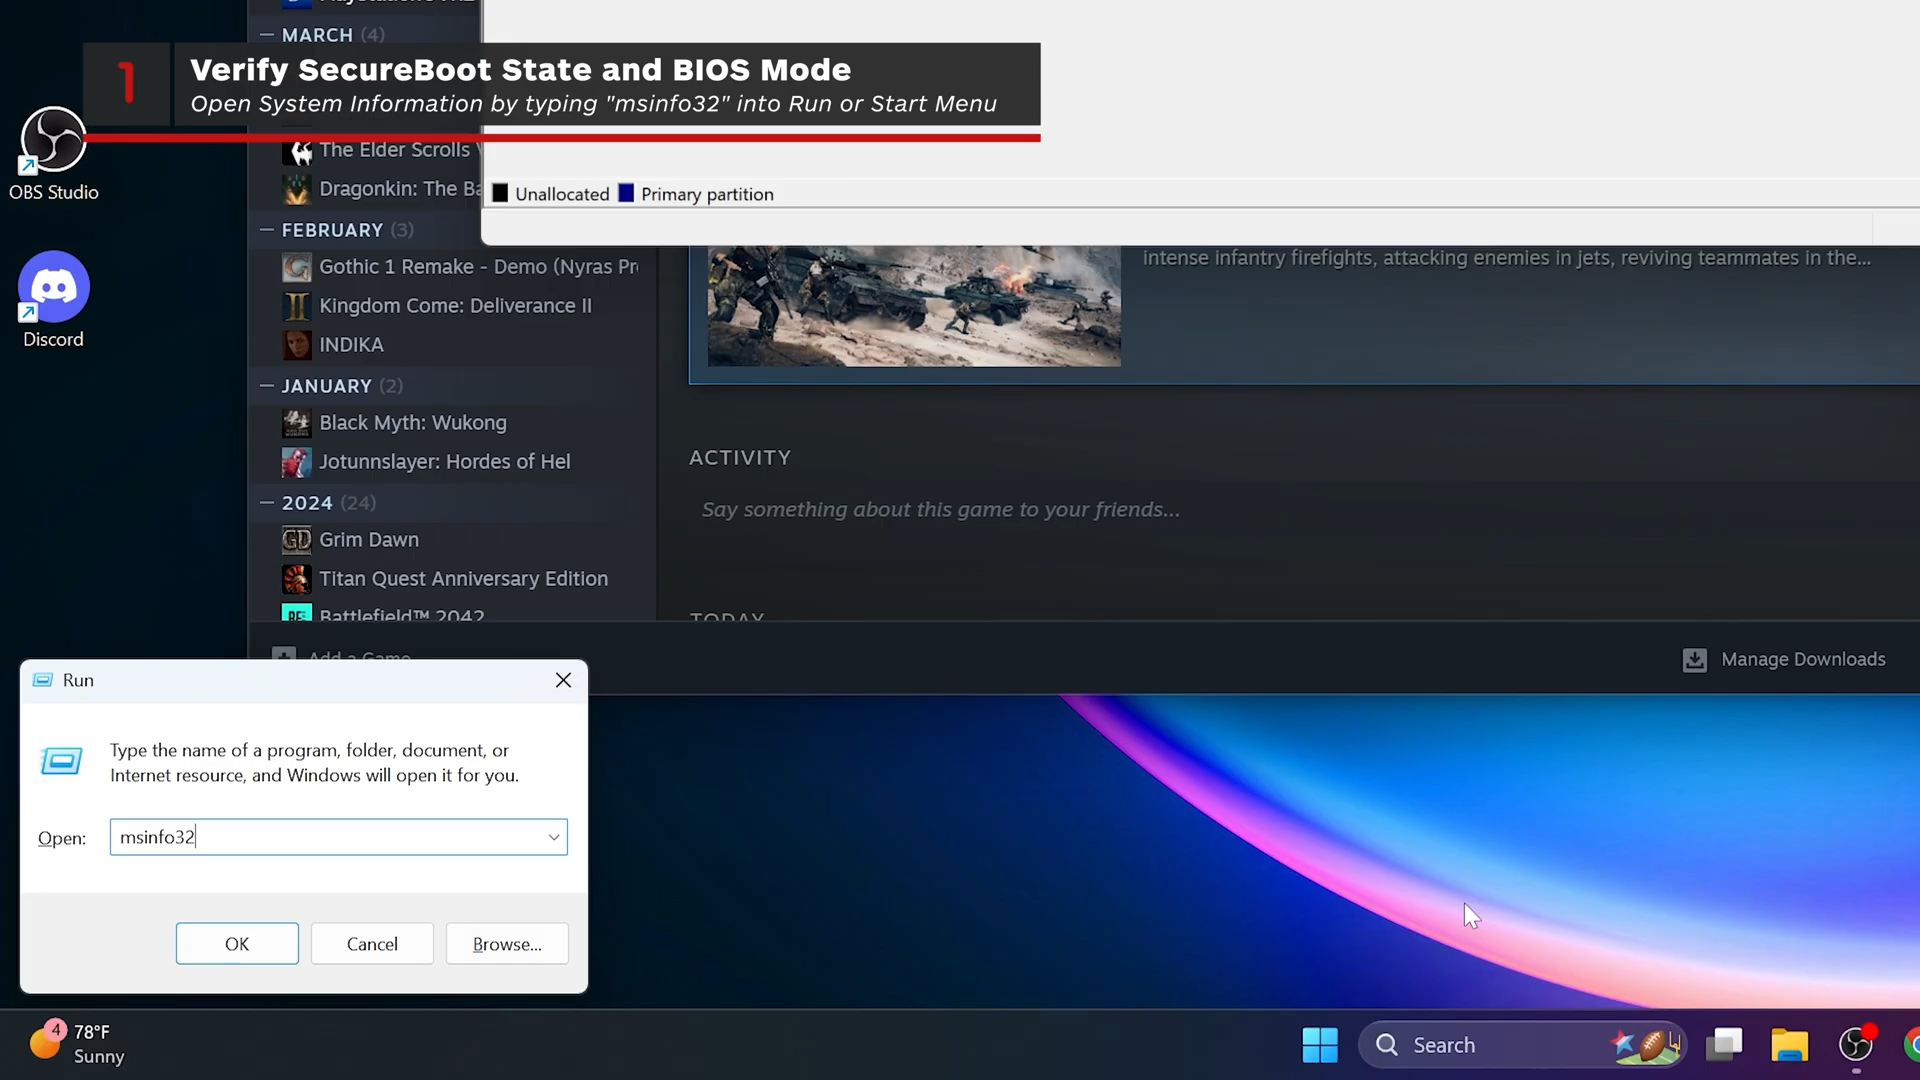 MARCH (4)
1
Verify SecureBoot State and BIOS Mode
Open System Information by typing "msinfo32" into Run or Start Menu
OBS Studio
The Elder Scrolls
Dragonkin: The Ba
Unallocated
Primary partition
FEBRUARY (3)
Gothic 1 Remake - Demo (Nyras Pr
Kingdom Come: Deliverance II
INDIKA
intense infantry firefights, attacking enemies in jets, reviving teammates in the...
Discord
JANUARY (2)
Black Myth: Wukong
Jotunnslayer: Hordes of Hel
ACTIVITY
Say something about this game to your friends...
2024 (24)
Grim Dawn
Titan Quest Anniversary Edition
Battlefield™ 2042
TODAY
Add a Game
Manage Downloads
Run
Type the name of a program, folder, document, or
Internet resource, and Windows will open it for you.
Open:
msinfo32
OK
Cancel
Browse...
4
78°F
Sunny
Search